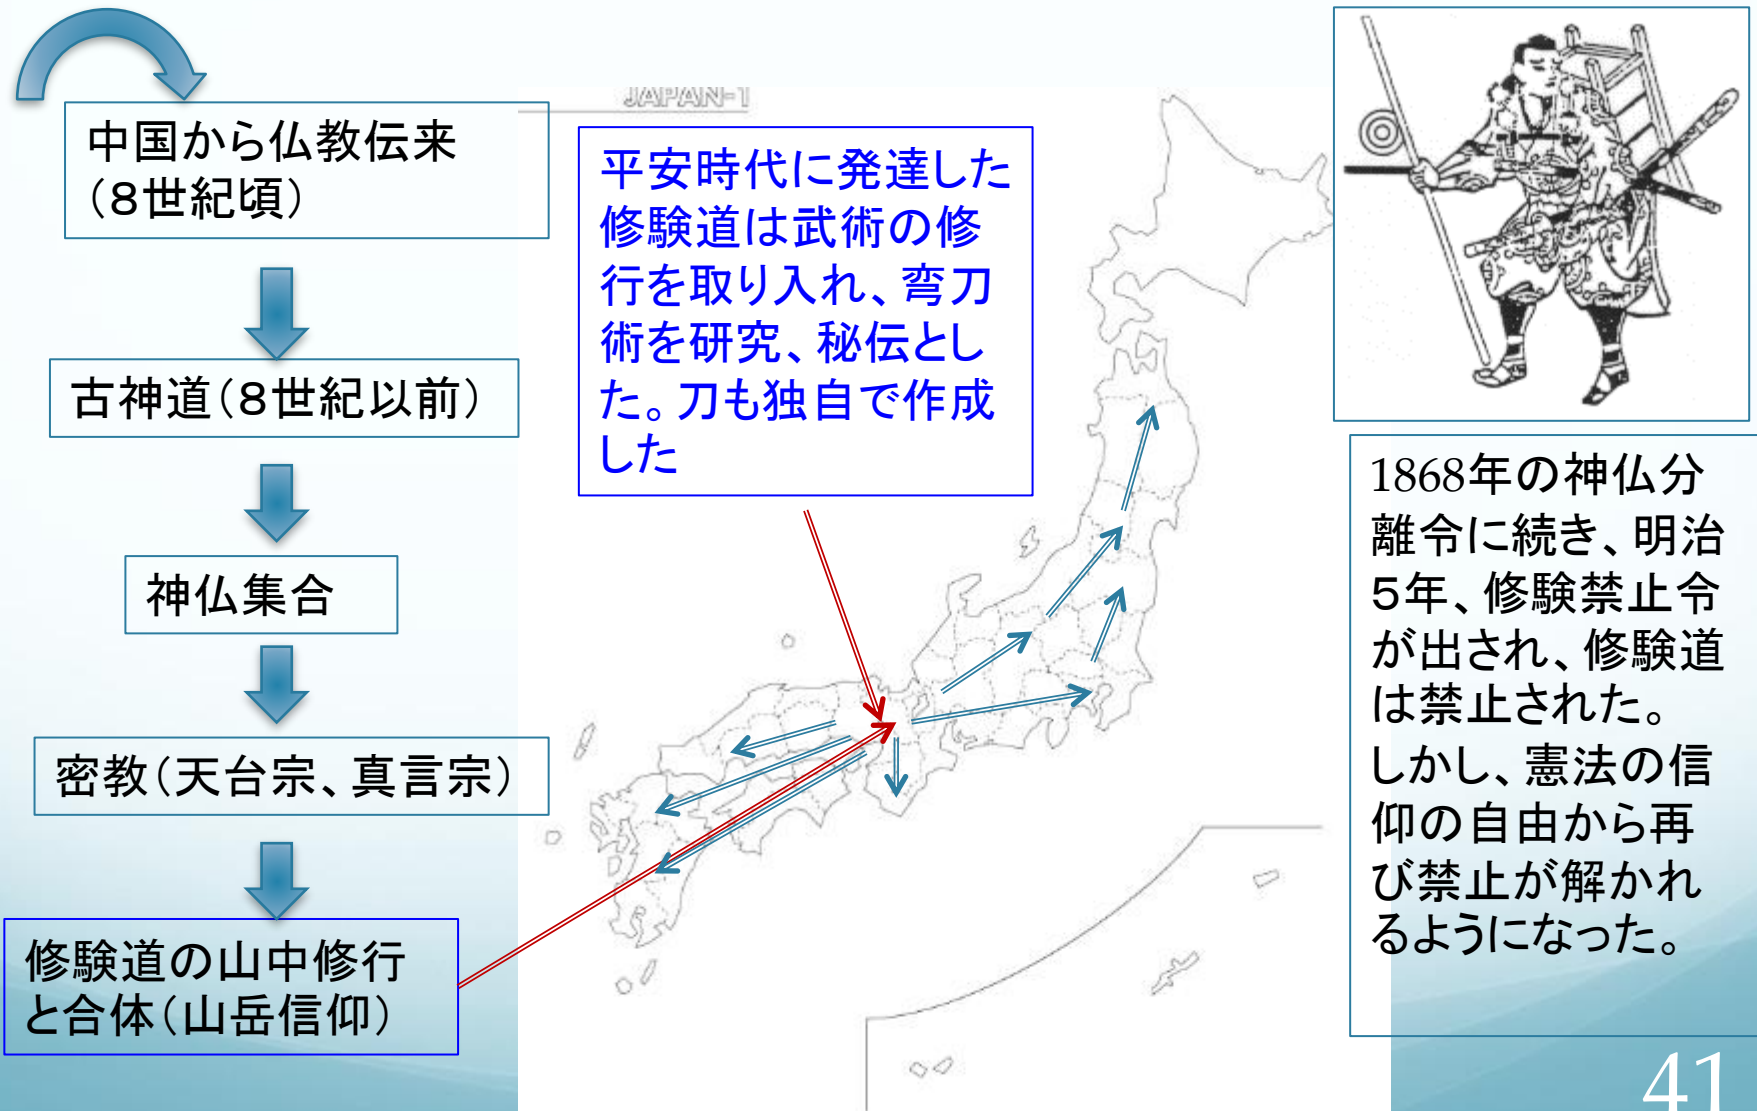 中国から仏教伝来
（8世紀頃）
古神道（8世紀以前）
神仏集合
密教（天台宗、真言宗）
修験道の山中修行
と合体（山岳信仰）
JAPAN-1
平安時代に発達した
修験道は武術の修
行を取り入れ、弯刀
術を研究、秘伝とし
た。刀も独自で作成
した
1868年の神仏分
離令に続き、明治
5年、修験禁止令
が出され、修験道
は禁止された。
しかし、憲法の信
仰の自由から再
び禁止が解かれ
るようになった。
41